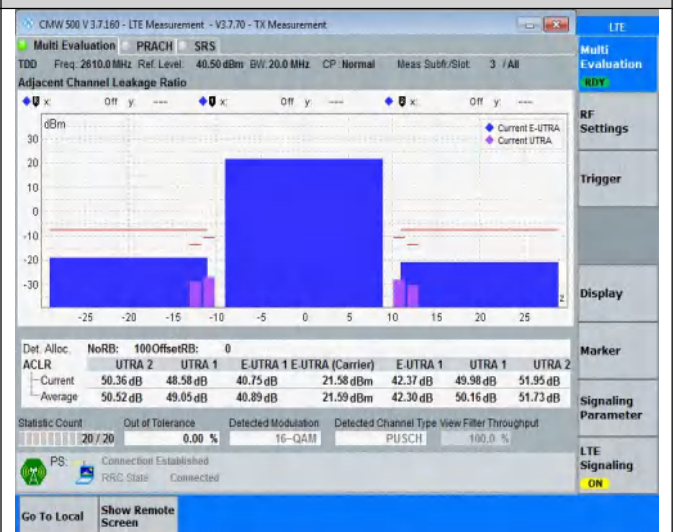 CMW 500 V 3.7.160 - LTE Measurement - V3.7.70 - TX Measurement
LTE
Multi Evaluation PRACH SRS
TDD Freq: 2610.0 MHz Ref. Level: 40.50 dBm BW: 20.0 MHz CP: Normal Meas Subfr./Slot: 3 / All
Adjacent Channel Leakage Ratio
x: Off y: --- x: Off y: --- x: Off y: ---
dBm
Current E-UTRA
Current UTRA
30
20
10
0
-10
-20
-30
-25 -20 -15 -10 -5 0 5 10 15 20 25
Det. Alloc. NoRB: 100 OffsetRB: 0
ACLR UTRA 2 UTRA 1 E-UTRA 1 E-UTRA (Carrier) E-UTRA 1 UTRA 1 UTRA 2
Current 50.36 dB 48.58 dB 40.75 dB 21.58 dBm 42.37 dB 49.98 dB 51.95 dB
Average 50.52 dB 49.05 dB 40.89 dB 21.59 dBm 42.30 dB 50.16 dB 51.73 dB
Statistic Count Out of Tolerance Detected Modulation Detected Channel Type View Filter Throughput
20 / 20 0.00 % 16-QAM PUSCH 100.0 %
PS: Connection Established
RRC State Connected
Multi Evaluation
RDY
RF Settings
Trigger
Display
Marker
Signaling Parameter
LTE Signaling
ON
Go To Local
Show Remote Screen